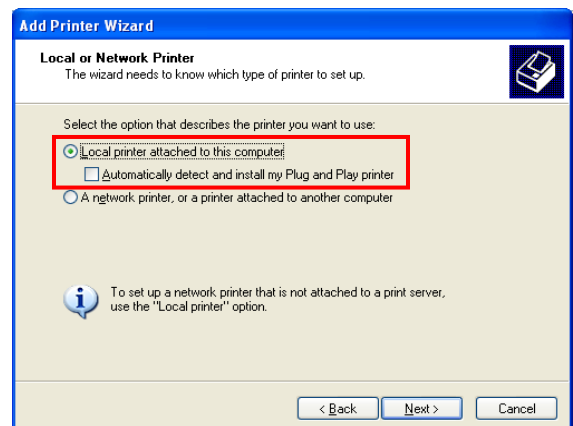 Add Printer Wizard
Local or Network Printer
The wizard needs to know which type of printer to set up.
Select the option that describes the printer you want to use:
Local printer attached to this computer
Automatically detect and install my Plug and Play printer
A network printer, or a printer attached to another computer
To set up a network printer that is not attached to a print server,
use the "Local printer" option.
< Back Next > Cancel